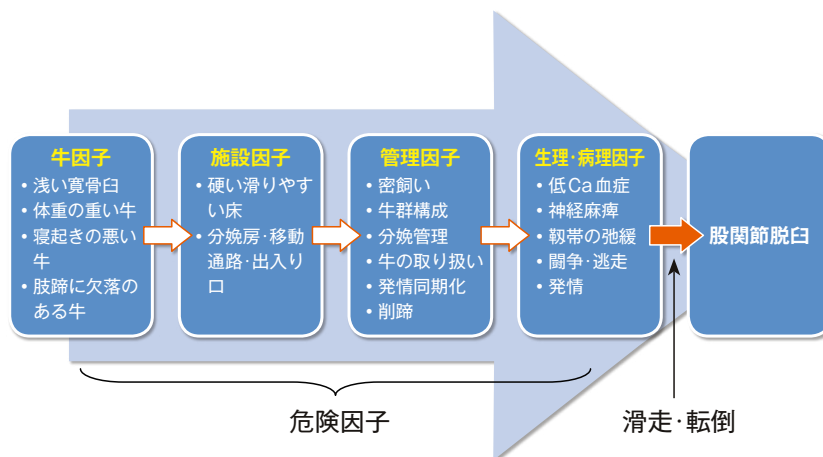 牛因子
• 浅い寛骨臼
• 体重の重い牛
• 寝起きの悪い
牛
• 肢蹄に欠落の
ある牛
施設因子
• 硬い滑りやす
い床
• 分娩房・移動
通路・出入り
口
管理因子
• 密飼い
• 牛群構成
• 分娩管理
• 牛の取り扱い
• 発情同期化
• 削蹄
生理・病理因子
• 低Ca血症
• 神経麻痺
• 靱帯の弛緩
• 闘争・逃走
• 発情
股関節脱臼
危険因子
滑走・転倒